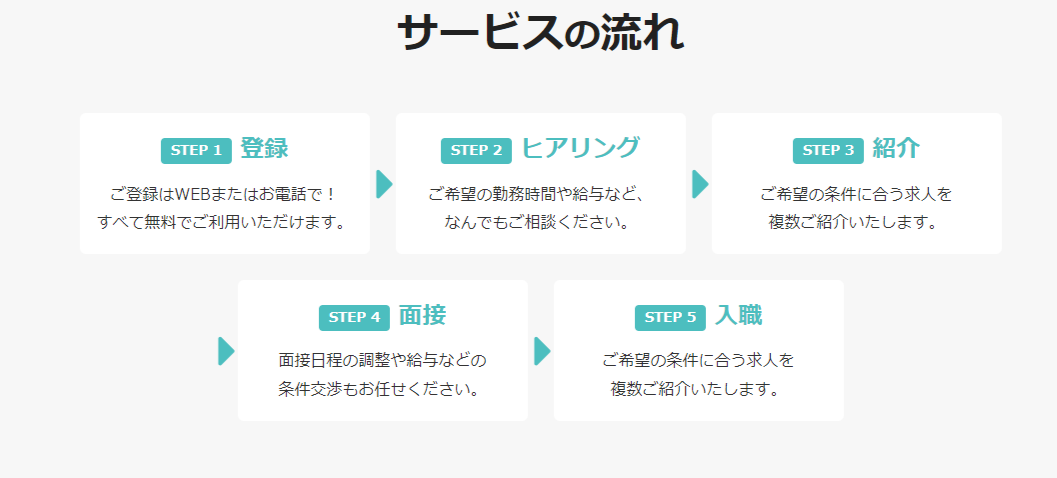 サービスの流れ
STEP 1 登録
ご登録はWEBまたはお電話で！
すべて無料でご利用いただけます。
STEP 2 ヒアリング
ご希望の勤務時間や給与など、
なんでもご相談ください。
STEP 3 紹介
ご希望の条件に合う求人を
複数ご紹介いたします。
STEP 4 面接
面接日程の調整や給与などの
条件交渉もお任せください。
STEP 5 入職
ご希望の条件に合う求人を
複数ご紹介いたします。